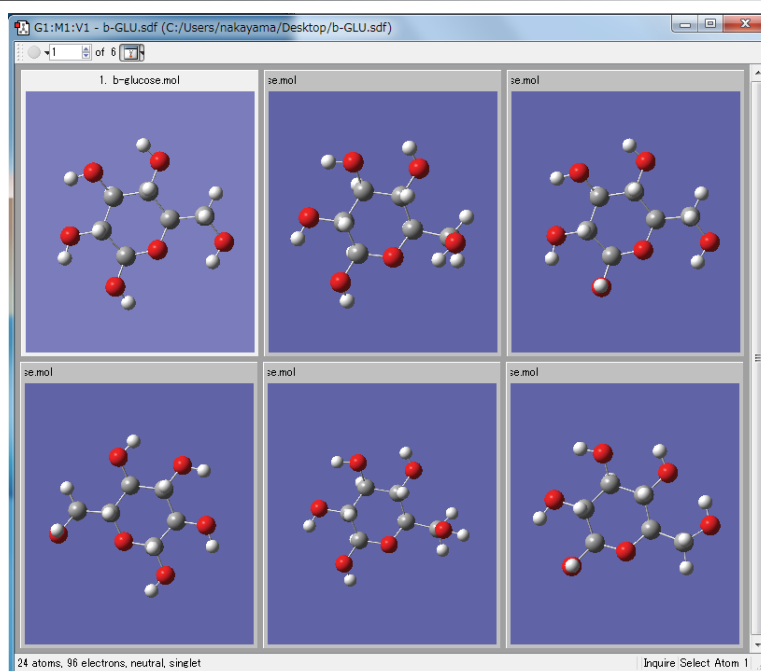 G1:M1:V1 - b-GLU.sdf (C:/Users/nakayama/Desktop/b-GLU.sdf)
1 of 6
1. b-glucose.mol
se.mol
se.mol
se.mol
se.mol
se.mol
24 atoms, 96 electrons, neutral, singlet
Inquire Select Atom 1